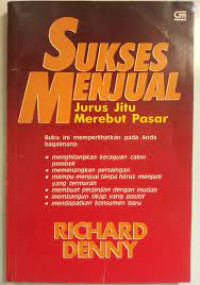 GM
SUKSES
MENJUAL
Jurus Jitu
Merebut Pasar
Buku ini memperlihatkan pada Anda
bagaimana
• menghilangkan keraguan calon
pembeli
• memenangkan persaingan
• mampu menjual tanpa harus menjadi
yang termurah
• membuat perjanjian dengan mudah
• membangun sikap yang positif
• mendapatkan konsumen baru
RICHARD
DENNY